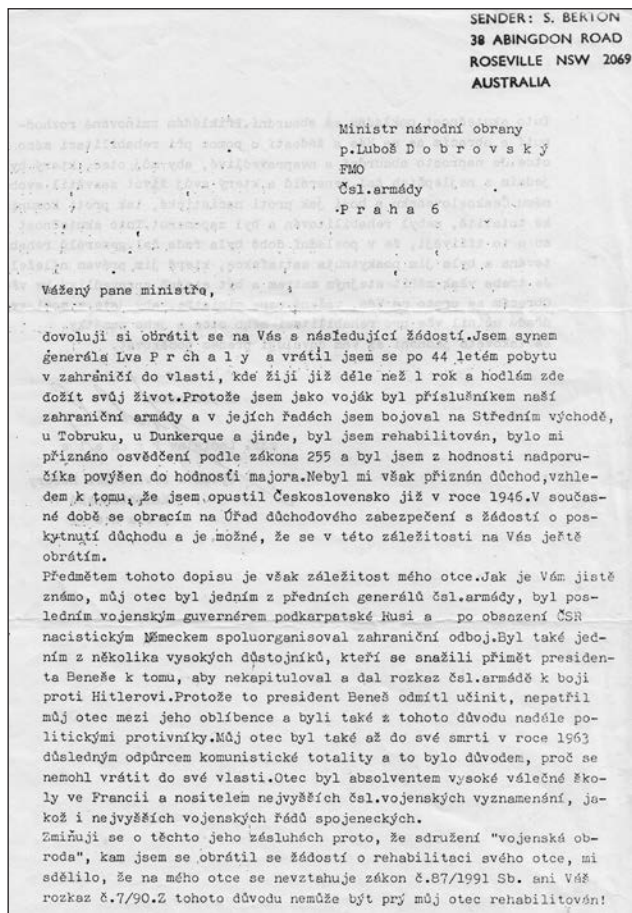 SENDER: S. BERTON
38 ABINGDON ROAD
ROSEVILLE NSW 2069
AUSTRALIA
Ministr národní obrany
p.Luboš D o b r o v s k ý
FMO
Čsl.armády
P r a h a 6
Vážený pane ministře,
dovoluji si obrátit se na Vás s následující žádostí.Jsem synem
generála Lva P r c h a l y a vrátil jsem se po 44 letém pobytu
v zahraničí do vlasti, kde žiji již déle než 1 rok a hodlám zde
dožít svůj život.Protože jsem jako voják byl příslušníkem naší
zahraniční armády a v jejích řadách jsem bojoval na Středním východě,
u Tobruku, u Dunkerque a jinde, byl jsem rehabilitován, bylo mi
přiznáno osvědčení podle zákona 255 a byl jsem z hodnosti nadporu-
číka povýšen do hodnosti majora.Nebyl mi však přiznán důchod,vzhle-
dem k tomu, že jsem opustil Československo již v roce 1946.V součas-
né době se obracím na Úřad důchodového zabezpečení s žádostí o pos-
kytnutí důchodu a je možné, že se v této záležitosti na Vás jeřtě
obrátím.
Předmětem tohoto dopisu je však záležitost mého otce.Jak je Vám jistě
známo, můj otec byl jedním z předních generálů čsl.armády, byl pos-
ledním vojenským guvernérem podkarpatské Rusi a po obsazení ČSR
nacistickým Německem spoluorganisoval zahraniční odboj.Byl také jed-
ním z několika vysokých důstojníků, kteří se snažili přimět presiden-
ta Beneše k tomu, aby nekapituloval a dal rozkaz čsl.armádě k boji
proti Hitlerovi.Protože to president Beneš odmítl učinit, nepatřil
můj otec mezi jeho oblíbence a byli také z tohoto důvodu nadále po-
litickými protivníky.Můj otec byl také až do své smrti v roce 1963
důsledným odpůrcem komunistické totality a to bylo důvodem, proč se
nemohl vrátit do své vlasti.Otec byl absolventem vysoké válečné ško-
ly ve Francii a nositelem nejvyšších čsl.vojenských vyznamenání, ja-
kož i nejvyšších vojenských řádů spojeneckých.
Zmiňuji se o těchto jeho zásluhách proto, že sdružení "vojenská ob-
roda", kam jsem se obrátil se žádostí o rehabilitaci svého otce, mi
sdělilo, že na mého otce se nevztahuje zákon č.87/1991 Sb. ani Váš
rozkaz č.7/90.Z tohoto důvodu nemůže být prý můj otec rehabilitován!